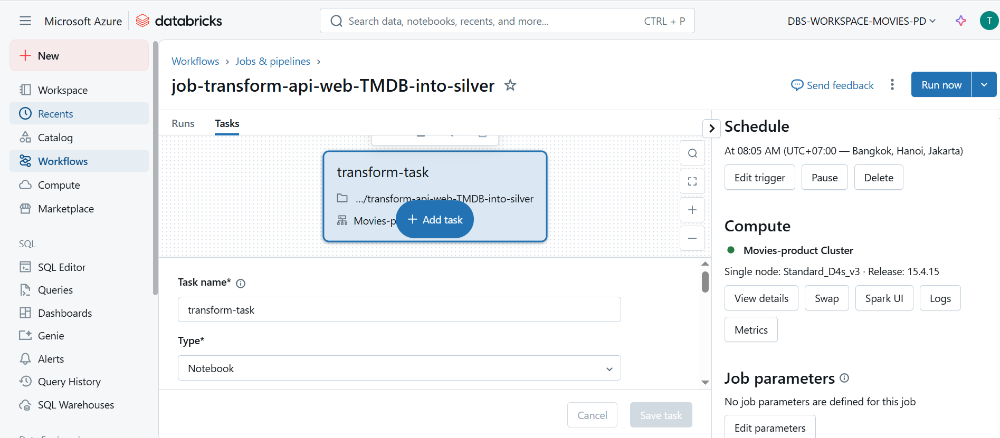 Microsoft Azure databricks
Search data, notebooks, recents, and more... CTRL + P
DBS-WORKSPACE-MOVIES-PD
T
New
Workspace
Recents
Catalog
Workflows
Compute
Marketplace
SQL
SQL Editor
Queries
Dashboards
Genie
Alerts
Query History
SQL Warehouses
Workflows › Jobs & pipelines ›
job-transform-api-web-TMDB-into-silver
Send feedback
Run now
Runs Tasks
transform-task
.../transform-api-web-TMDB-into-silver
Movies-p
+ Add task
Task name*
transform-task
Type*
Notebook
Cancel Save task
Schedule
At 08:05 AM (UTC+07:00 — Bangkok, Hanoi, Jakarta)
Edit trigger Pause Delete
Compute
Movies-product Cluster
Single node: Standard_D4s_v3 · Release: 15.4.15
View details Swap Spark UI Logs
Metrics
Job parameters
No job parameters are defined for this job
Edit parameters